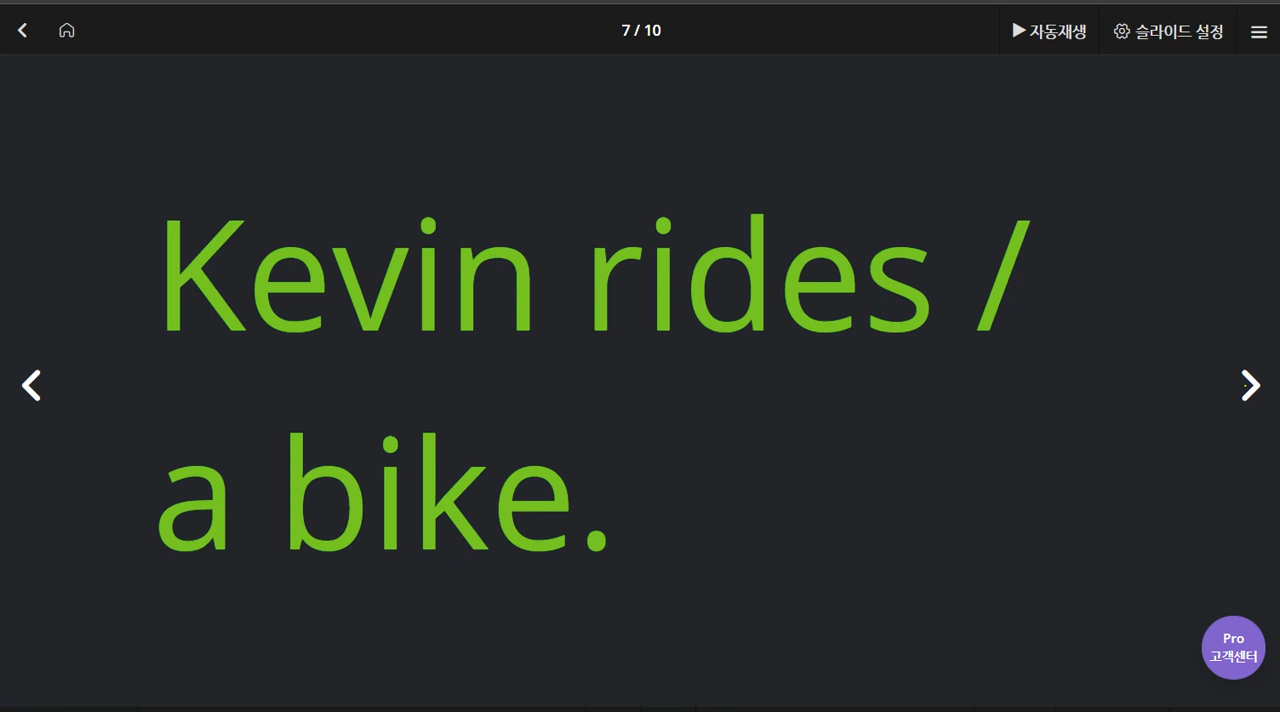 7 / 10
▶ 자동재생
슬라이드 설정
Kevin rides /
a bike.
Pro
고객센터